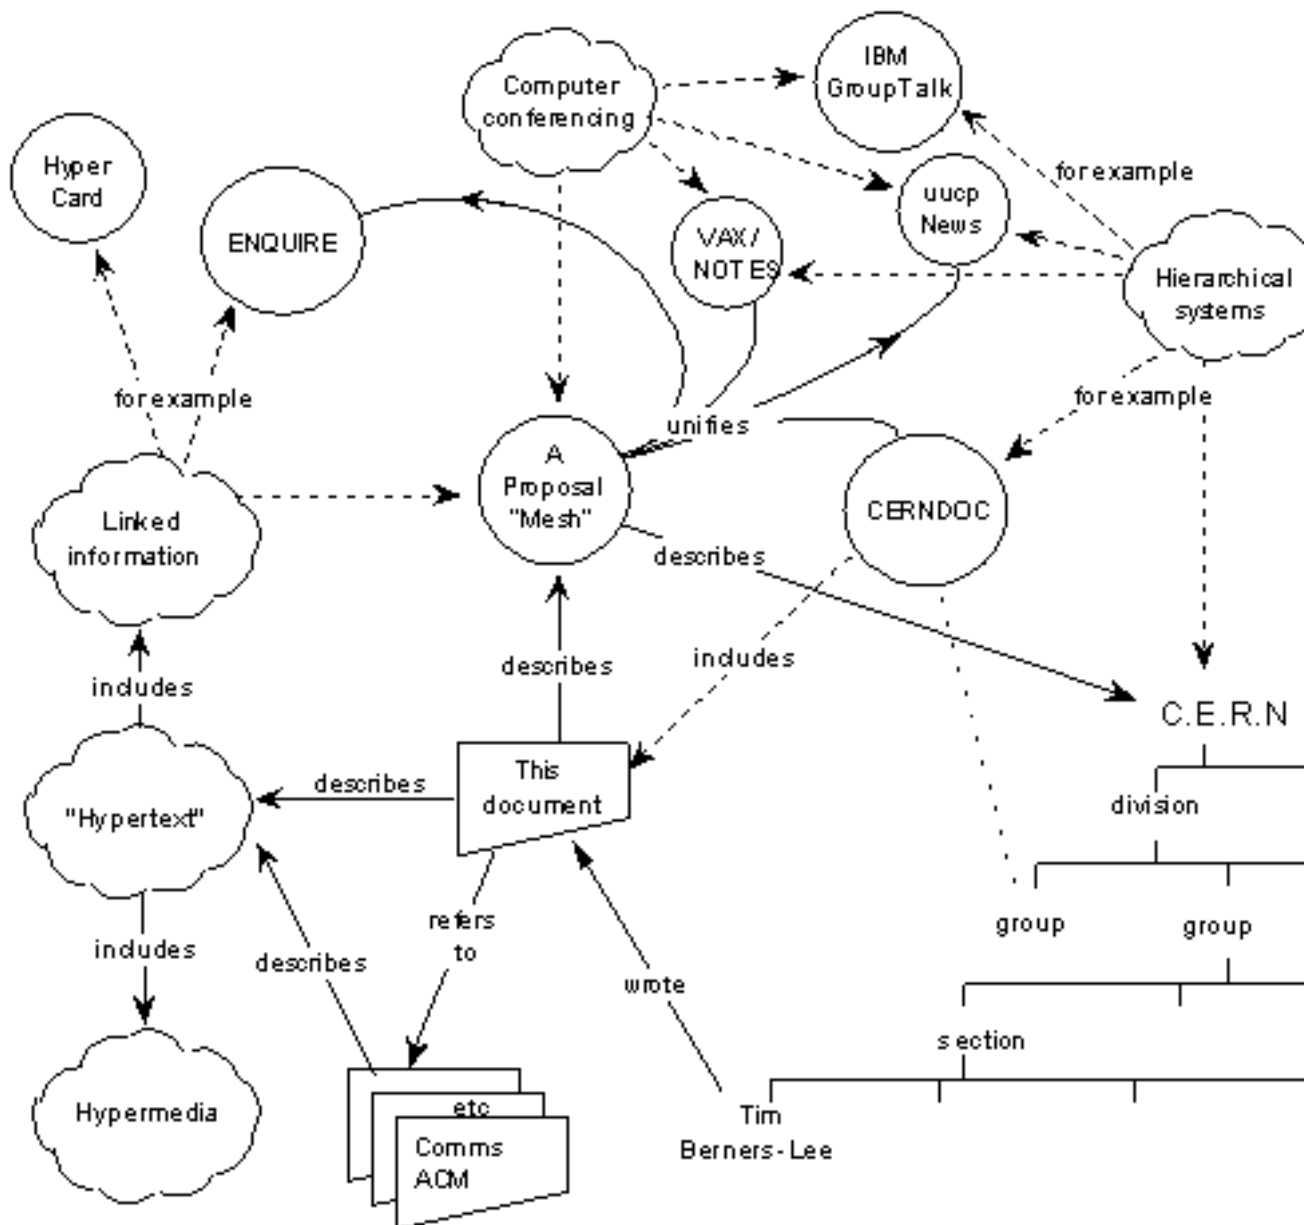 IBM
GroupTalk
Computer
conferencing
Hyper
Card
for example
uucp
News
ENQUIRE
VAX/
NOTES
Hierarchical
systems
for example
for example
unifies
A
Proposal
"Mesh"
CERNDOC
Linked
information
describes
describes
includes
includes
C.E.R.N
This
document
describes
"Hypertext"
division
refers
to
group
group
includes
describes
wrote
section
Hypermedia
etc
Comms
ACM
Tim
Berners-Lee